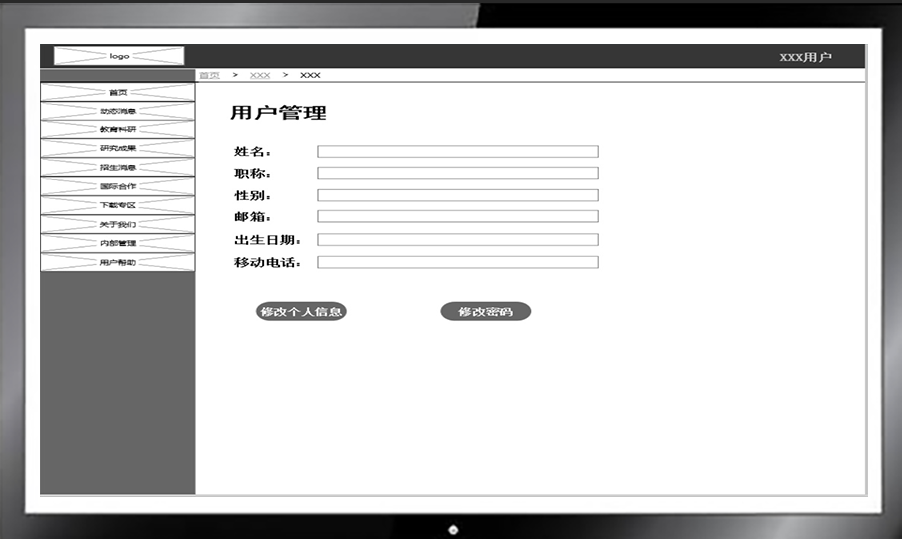 logo
XXX用户
首页 > XXX > XXX
首页
动态消息
教育科研
研究成果
招生消息
国际合作
下载专区
关于我们
内部管理
用户帮助
用户管理
姓名：
职称：
性别：
邮箱：
出生日期：
移动电话：
修改个人信息
修改密码